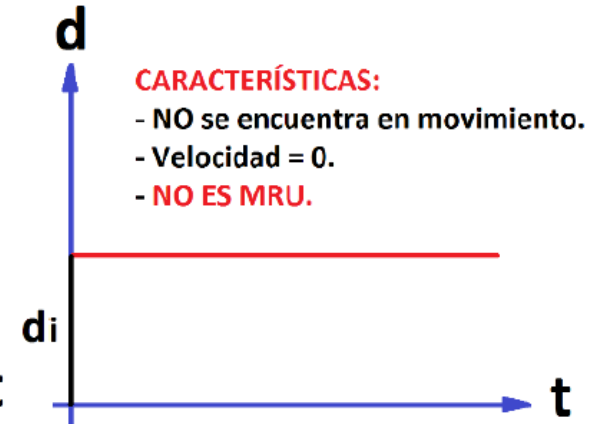 d
CARACTERÍSTICAS:
- NO se encuentra en movimiento.
- Velocidad = 0.
- NO ES MRU.
di
t